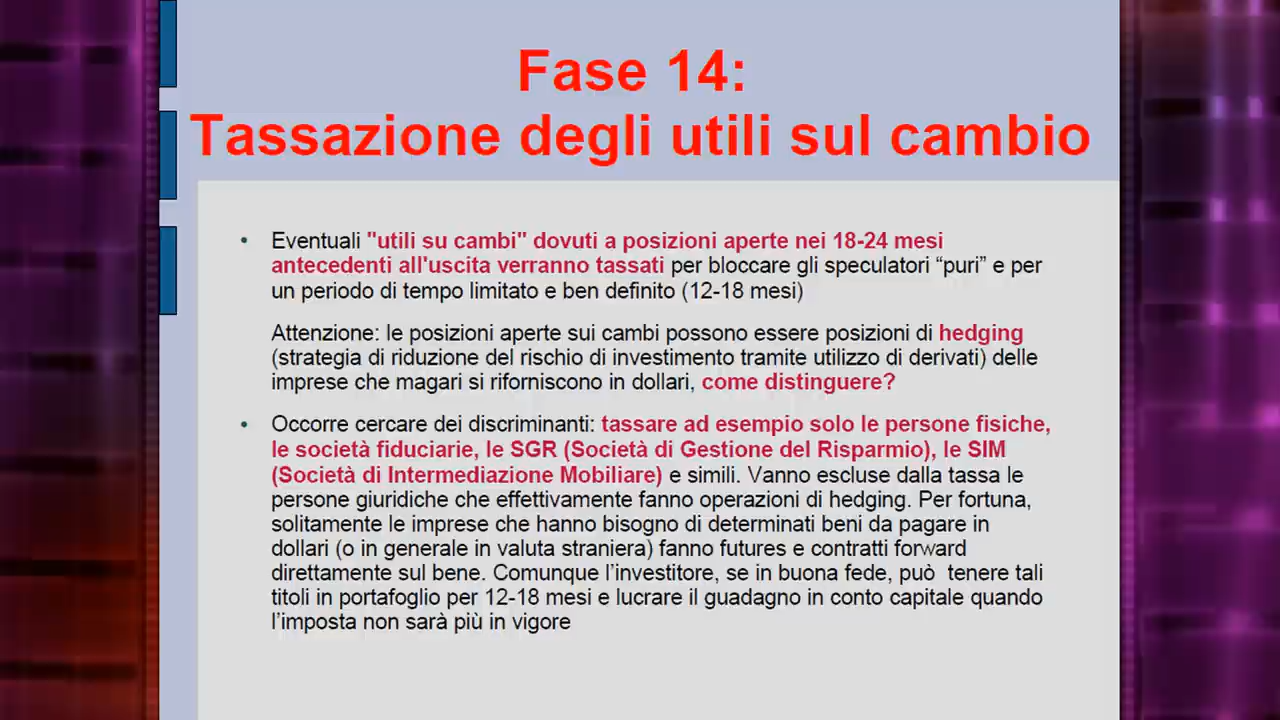 Fase 14:
Tassazione degli utili sul cambio
• Eventuali "utili su cambi" dovuti a posizioni aperte nei 18-24 mesi
antecedenti all'uscita verranno tassati per bloccare gli speculatori “puri” e per
un periodo di tempo limitato e ben definito (12-18 mesi)
Attenzione: le posizioni aperte sui cambi possono essere posizioni di hedging
(strategia di riduzione del rischio di investimento tramite utilizzo di derivati) delle
imprese che magari si riforniscono in dollari, come distinguere?
• Occorre cercare dei discriminanti: tassare ad esempio solo le persone fisiche,
le società fiduciarie, le SGR (Società di Gestione del Risparmio), le SIM
(Società di Intermediazione Mobiliare) e simili. Vanno escluse dalla tassa le
persone giuridiche che effettivamente fanno operazioni di hedging. Per fortuna,
solitamente le imprese che hanno bisogno di determinati beni da pagare in
dollari (o in generale in valuta straniera) fanno futures e contratti forward
direttamente sul bene. Comunque l’investitore, se in buona fede, può tenere tali
titoli in portafoglio per 12-18 mesi e lucrare il guadagno in conto capitale quando
l’imposta non sarà più in vigore